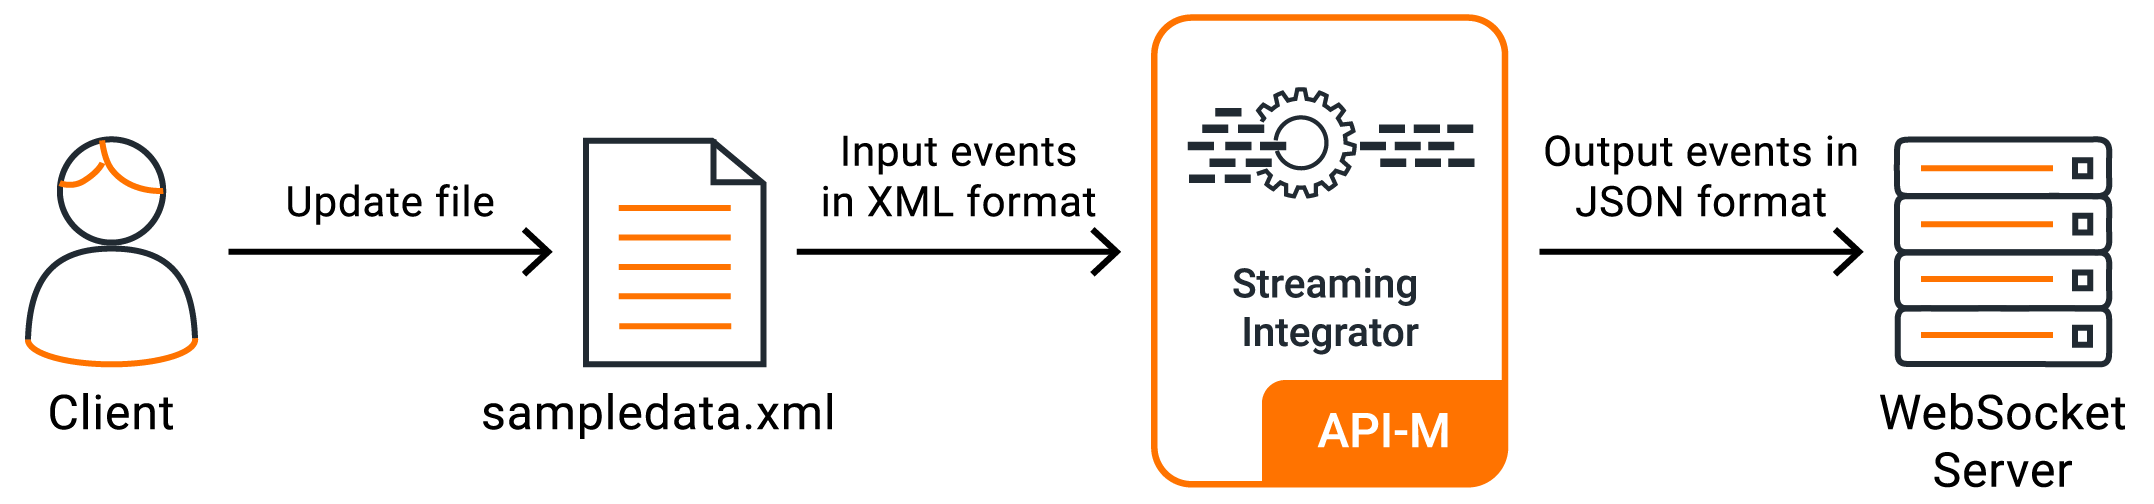 Client
Update file
sampledata.xml
Input events
in XML format
Streaming
Integrator
API-M
Output events in
JSON format
WebSocket
Server